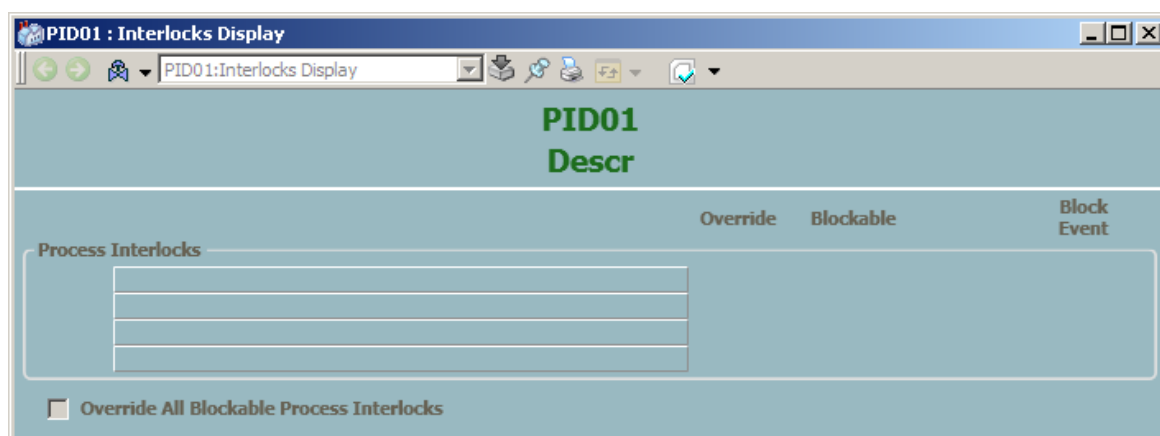 PID01 : Interlocks Display
PID01:Interlocks Display
PID01
Descr
Override Blockable Block Event
Process Interlocks
Override All Blockable Process Interlocks